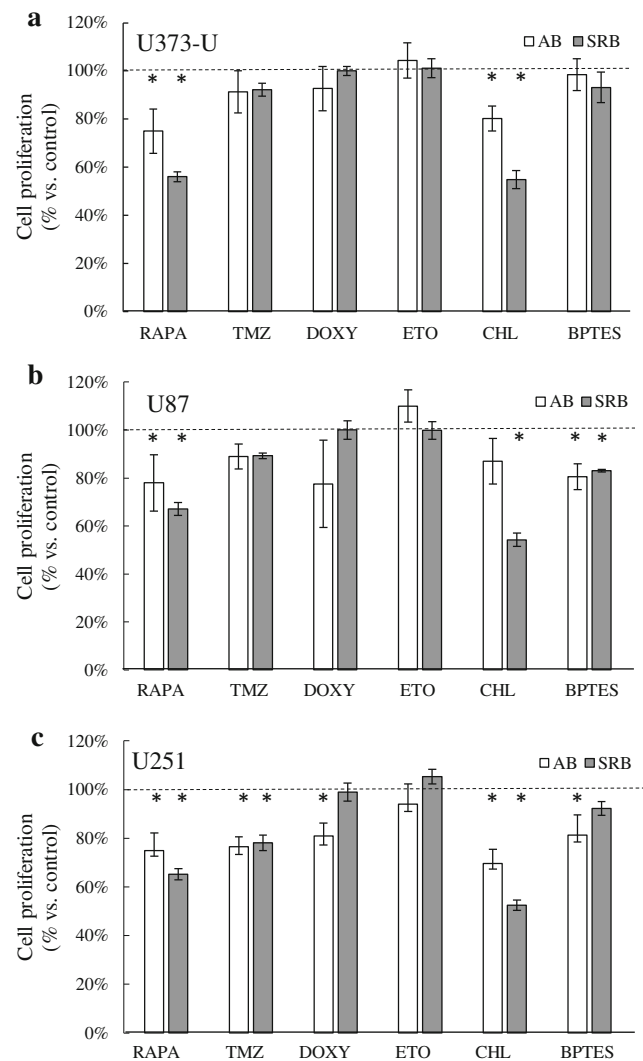 a
U373-U
AB SRB
120%
100%
80%
60%
40%
20%
0%
* * * *
Cell proliferation
(% vs. control)
RAPA TMZ DOXY ETO CHL BPTES
b
U87
AB SRB
120%
100%
80%
60%
40%
20%
0%
* * * * *
Cell proliferation
(% vs. control)
RAPA TMZ DOXY ETO CHL BPTES
c
U251
AB SRB
120%
100%
80%
60%
40%
20%
0%
* * * * * * * *
Cell proliferation
(% vs. control)
RAPA TMZ DOXY ETO CHL BPTES